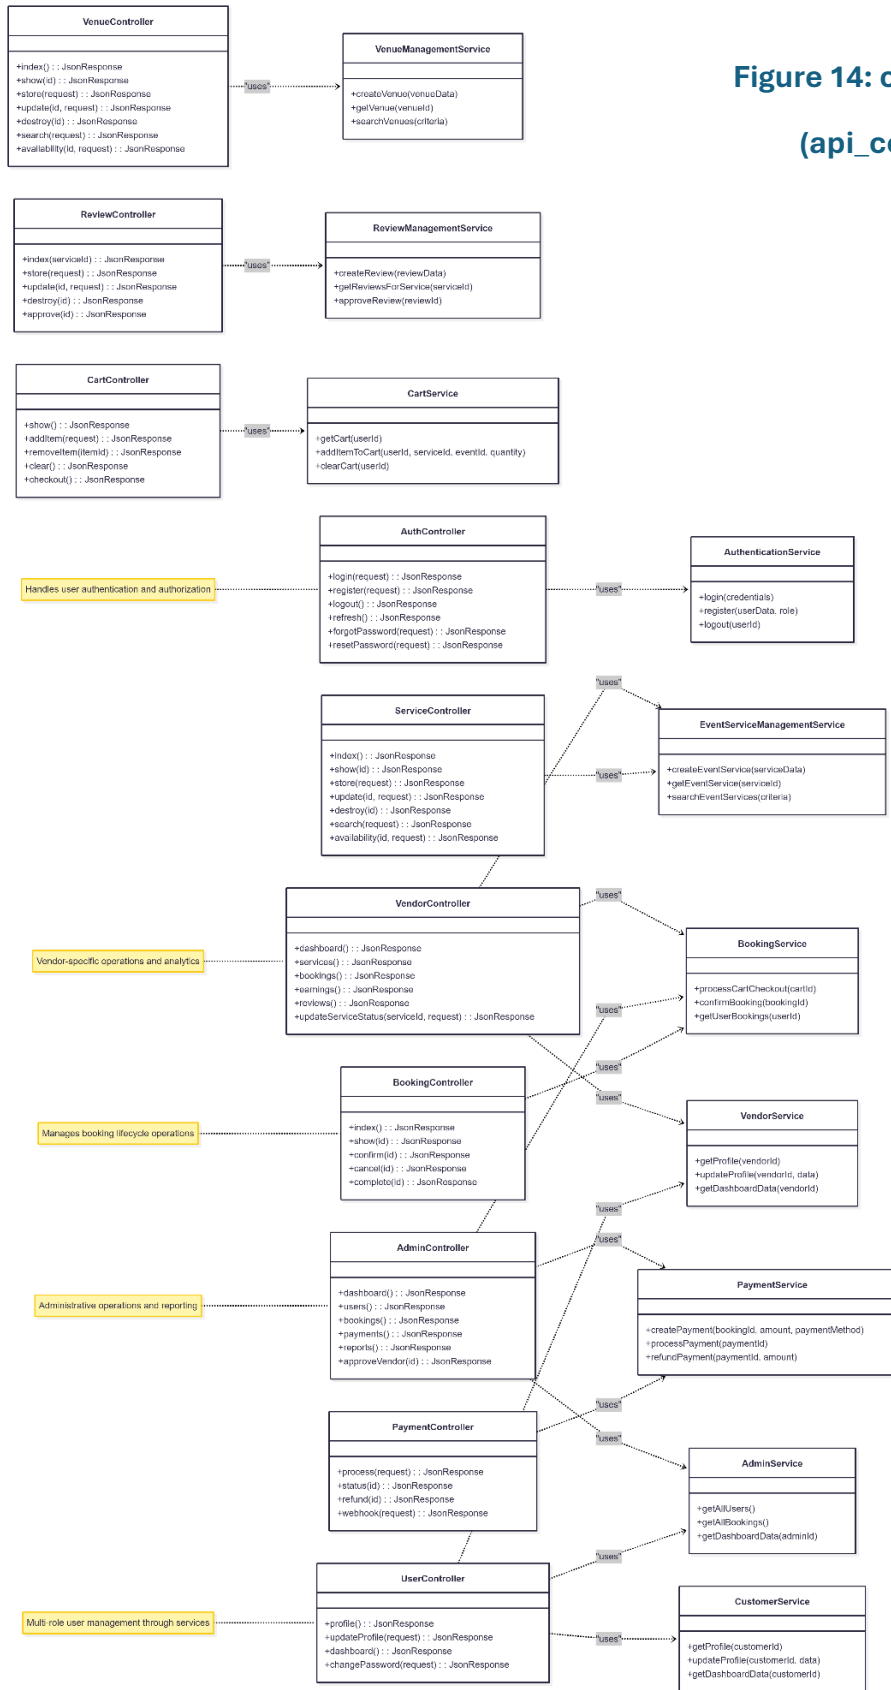 VenueController
+index() : : JsonResponse
+show(id) : : JsonResponse
+store(request) : : JsonResponse
+update(id, request) : : JsonResponse
+destroy(id) : : JsonResponse
+search(request) : : JsonResponse
+availability(id, request) : : JsonResponse
"uses"
VenueManagementService
+createVenue(venueData)
+getVenue(venueId)
+searchVenues(criteria)
Figure 14: c
(api_co
ReviewController
+index(serviceId) : : JsonResponse
+store(request) : : JsonResponse
+update(id, request) : : JsonResponse
+destroy(id) : : JsonResponse
+approve(id) : : JsonResponse
"uses"
ReviewManagementService
+createReview(reviewData)
+getReviewsForService(serviceId)
+approveReview(reviewId)
CartController
+show() : : JsonResponse
+addItem(request) : : JsonResponse
+removeItem(itemId) : : JsonResponse
+clear() : : JsonResponse
+checkout() : : JsonResponse
"uses"
CartService
+getCart(userId)
+addItemToCart(userId, serviceId, eventId, quantity)
+clearCart(userId)
Handles user authentication and authorization
AuthController
+login(request) : : JsonResponse
+register(request) : : JsonResponse
+logout() : : JsonResponse
+refresh() : : JsonResponse
+forgotPassword(request) : : JsonResponse
+resetPassword(request) : : JsonResponse
"uses"
AuthenticationService
+login(credentials)
+register(userData, role)
+logout(userId)
"uses"
ServiceController
+index() : : JsonResponse
+show(id) : : JsonResponse
+store(request) : : JsonResponse
+update(id, request) : : JsonResponse
+destroy(id) : : JsonResponse
+search(request) : : JsonResponse
+availability(id, request) : : JsonResponse
"uses"
EventServiceManagementService
+createEventService(serviceData)
+getEventService(serviceId)
+searchEventServices(criteria)
Vendor-specific operations and analytics
VendorController
+dashboard() : : JsonResponse
+services() : : JsonResponse
+bookings() : : JsonResponse
+earnings() : : JsonResponse
+reviews() : : JsonResponse
+updateServiceStatus(serviceId, request) : : JsonResponse
"uses"
BookingService
+processCartCheckout(cartId)
+confirmBooking(bookingId)
+getUserBookings(userId)
"uses"
"uses"
"uses"
Manages booking lifecycle operations
BookingController
+index() : : JsonResponse
+show(id) : : JsonResponse
+confirm(id) : : JsonResponse
+cancel(id) : : JsonResponse
+complete(id) : : JsonResponse
VendorService
+getProfile(vendorId)
+updateProfile(vendorId, data)
+getDashboardData(vendorId)
"uses"
"uses"
Administrative operations and reporting
AdminController
+dashboard() : : JsonResponse
+users() : : JsonResponse
+bookings() : : JsonResponse
+payments() : : JsonResponse
+reports() : : JsonResponse
+approveVendor(id) : : JsonResponse
PaymentService
+createPayment(bookingId, amount, paymentMethod)
+processPayment(paymentId)
+refundPayment(paymentId, amount)
"uses"
"uses"
PaymentController
+process(request) : : JsonResponse
+status(id) : : JsonResponse
+refund(id) : : JsonResponse
+webhook(request) : : JsonResponse
AdminService
+getAllUsers()
+getAllBookings()
+getDashboardData(adminId)
"uses"
Multi-role user management through services
UserController
+profile() : : JsonResponse
+updateProfile(request) : : JsonResponse
+dashboard() : : JsonResponse
+changePassword(request) : : JsonResponse
"uses"
CustomerService
+getProfile(customerId)
+updateProfile(customerId, data)
+getDashboardData(customerId)